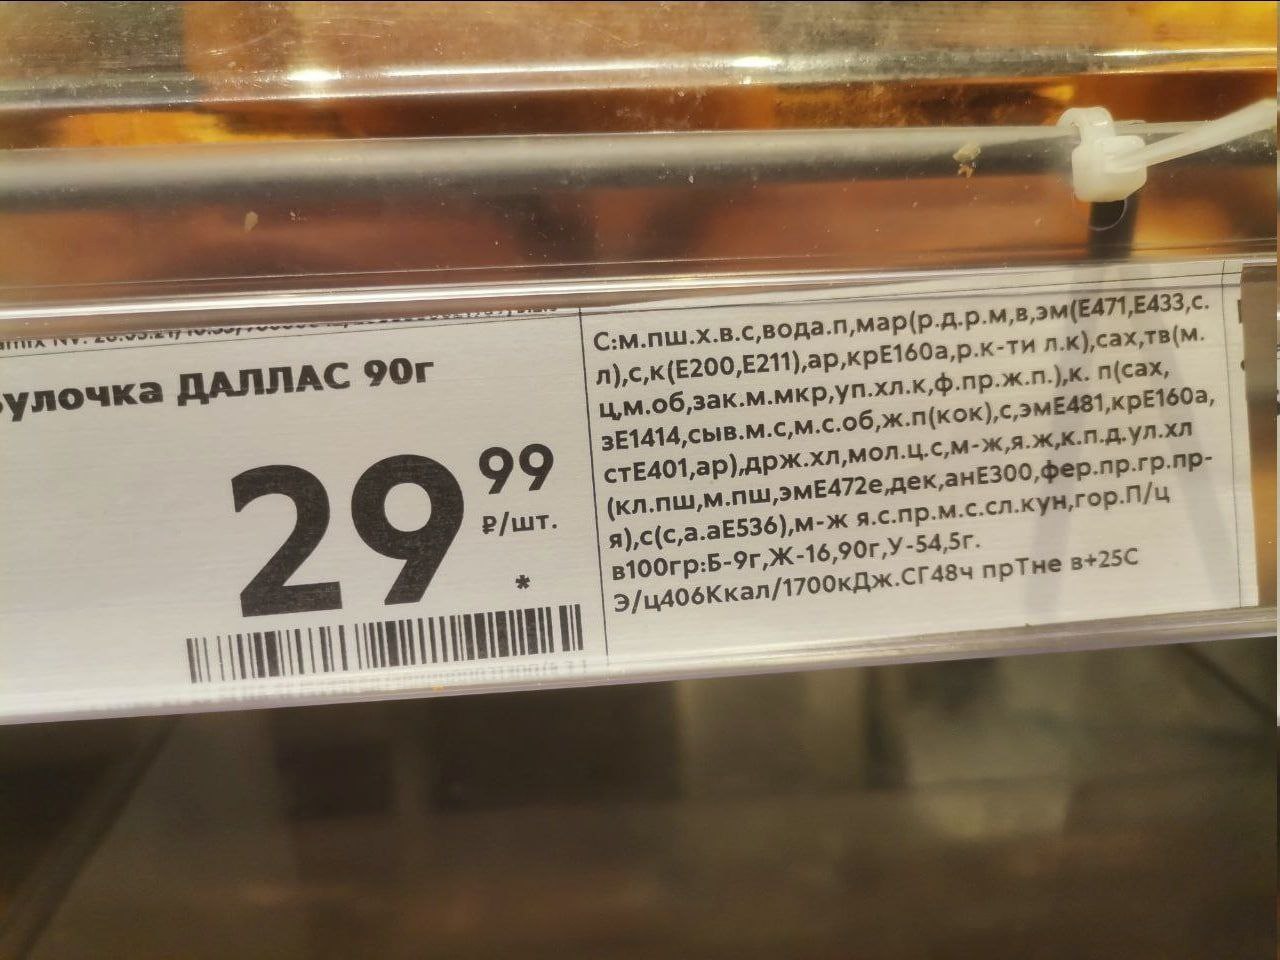 булочка ДАЛЛАС 90г
29 99
₽/шт.
*
С:м.пш.х.в.с,вода.п,мар(р.д.р.м,в,эм(Е471,Е433,с.
л),с,к(Е200,Е211),ар,крЕ160а,р.к-ти л.к),сах,тв(м.
ц,м.об,зак.м.мкр,уп.хл.к,ф.пр.ж.п.),к. п(сах,
зЕ1414,сыв.м.с,м.с.об,ж.п(кок),с,эмЕ481,крЕ160а,
стЕ401,ар),држ.хл,мол.ц.с,м-ж,я.ж,к.п.д.ул.хл
(кл.пш,м.пш,эмЕ472е,дек,анЕ300,фер.пр.гр.пр-
я),с(с,а.аЕ536),м-ж я.с.пр.м.с.сл.кун,гор.П/ц
в100гр:Б-9г,Ж-16,90г,У-54,5г.
Э/ц406Ккал/1700кДж.СГ48ч прТне в+25С